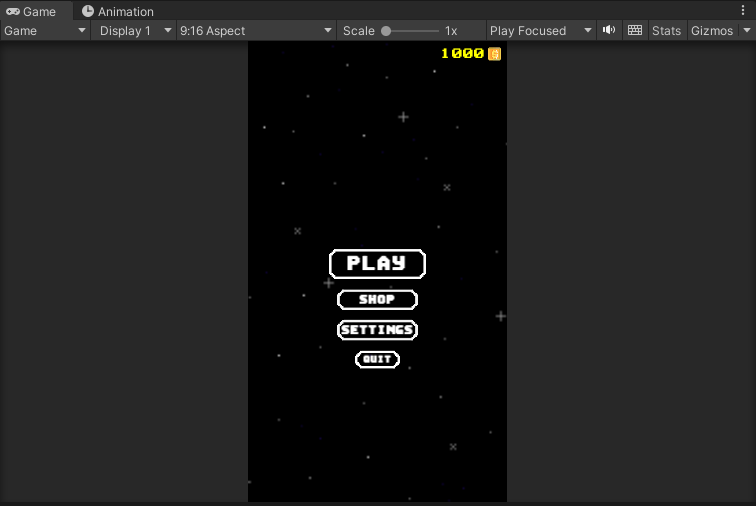 Game Animation
Game Display 1 9:16 Aspect Scale 1x Play Focused Stats Gizmos
1000
PLAY
SHOP
SETTINGS
QUIT